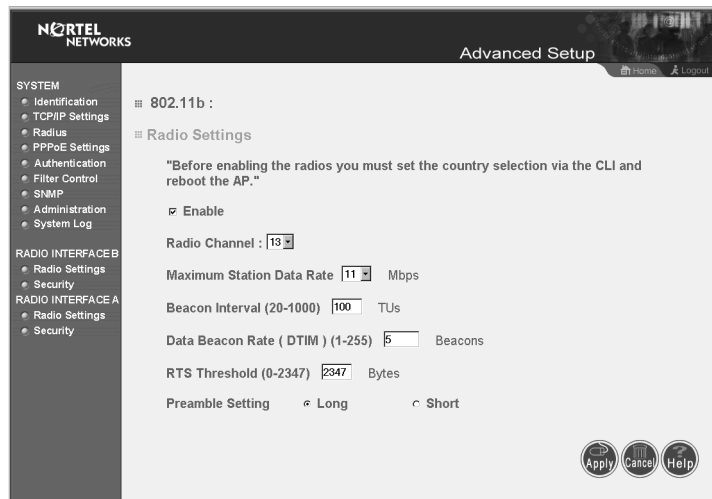 NORTEL
NETWORKS
Advanced Setup
Home Logout
SYSTEM
Identification
TCP/IP Settings
Radius
PPPoE Settings
Authentication
Filter Control
SNMP
Administration
System Log
RADIO INTERFACE B
Radio Settings
Security
RADIO INTERFACE A
Radio Settings
Security
802.11b :
Radio Settings
"Before enabling the radios you must set the country selection via the CLI and
reboot the AP."
Enable
Radio Channel : 13
Maximum Station Data Rate 11 Mbps
Beacon Interval (20-1000) 100 TUs
Data Beacon Rate ( DTIM ) (1-255) 5 Beacons
RTS Threshold (0-2347) 2347 Bytes
Preamble Setting Long Short
Apply Cancel Help